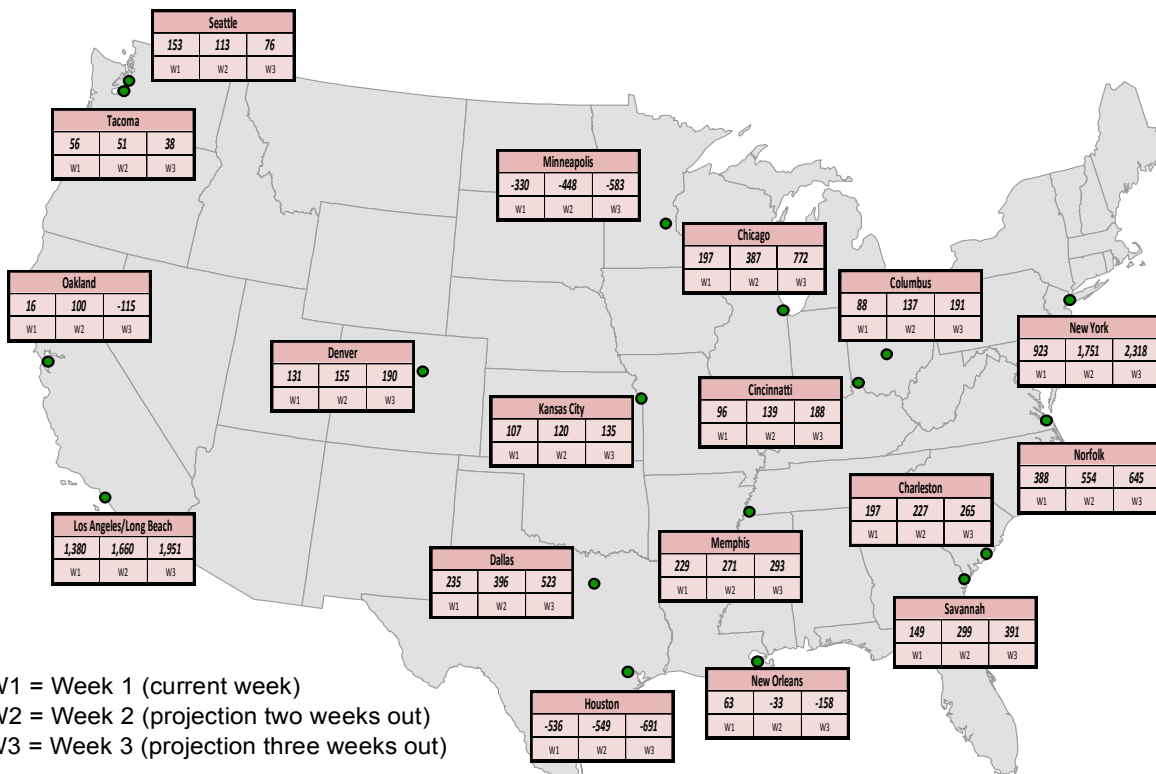 Seattle
153 113 76
W1 W2 W3
Tacoma
56 51 38
W1 W2 W3
Minneapolis
-330 -448 -583
W1 W2 W3
Chicago
197 387 772
W1 W2 W3
Oakland
16 100 -115
W1 W2 W3
Columbus
88 137 191
W1 W2 W3
New York
923 1,751 2,318
W1 W2 W3
Denver
131 155 190
W1 W2 W3
Cincinnatti
96 139 188
W1 W2 W3
Kansas City
107 120 135
W1 W2 W3
Norfolk
388 554 645
W1 W2 W3
Charleston
197 227 265
W1 W2 W3
Los Angeles/Long Beach
1,380 1,660 1,951
W1 W2 W3
Memphis
229 271 293
W1 W2 W3
Dallas
235 396 523
W1 W2 W3
Savannah
149 299 391
W1 W2 W3
New Orleans
63 -33 -158
W1 W2 W3
Houston
-536 -549 -691
W1 W2 W3
W1 = Week 1 (current week)
W2 = Week 2 (projection two weeks out)
W3 = Week 3 (projection three weeks out)